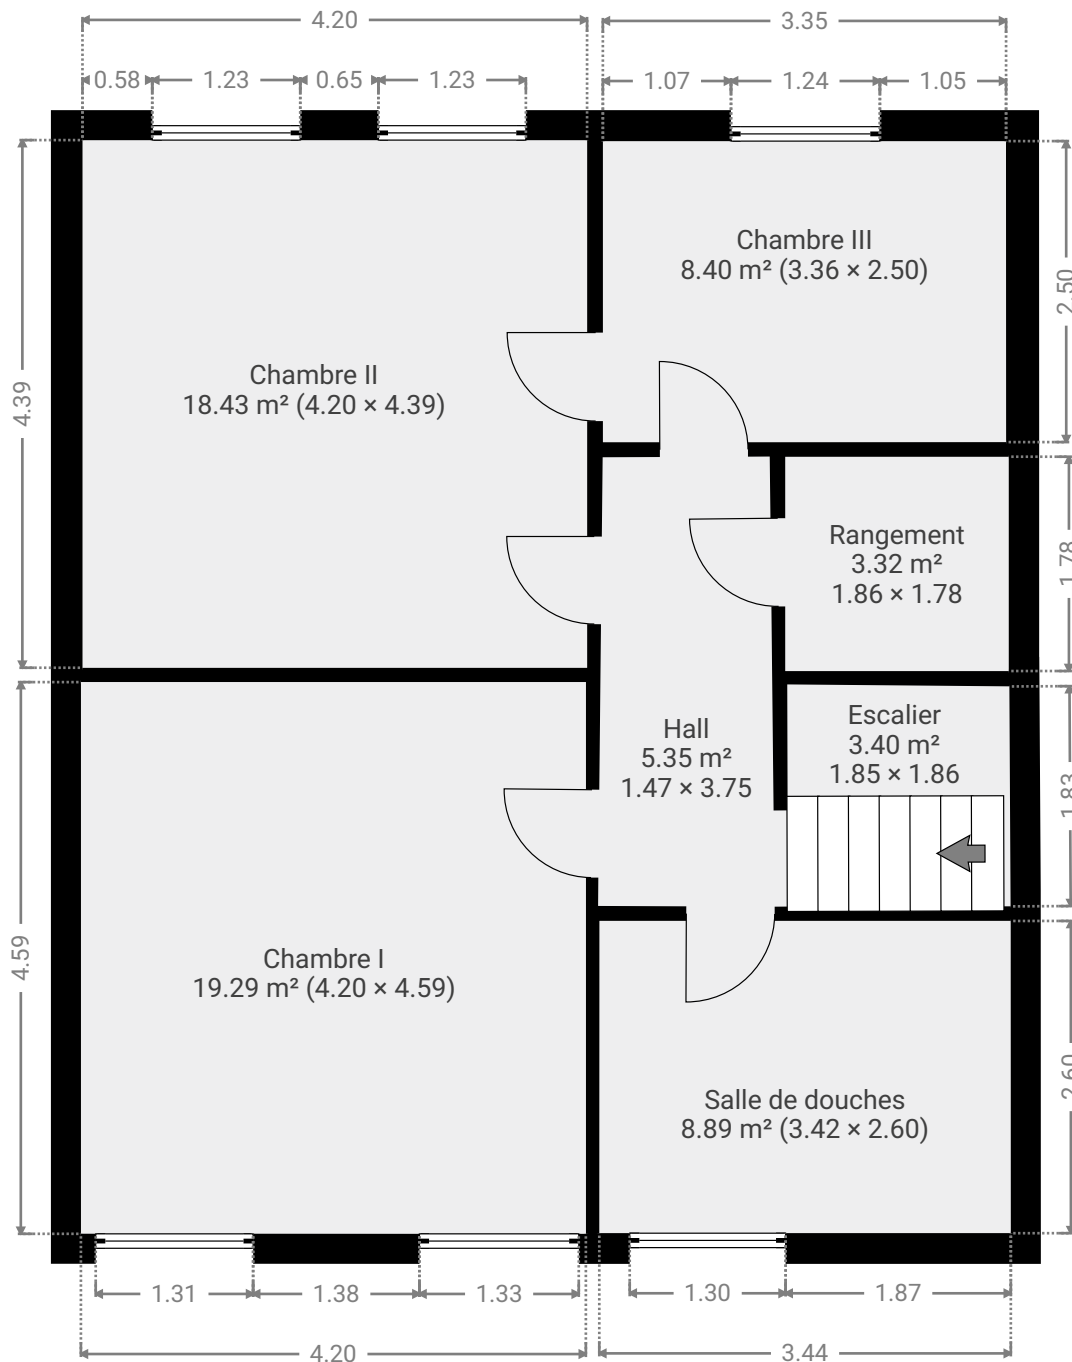 4.20
3.35
0.58
1.23
0.65
1.23
1.07
1.24
1.05
Chambre III
8.40 m² (3.36 × 2.50)
2.50
Chambre II
18.43 m² (4.20 × 4.39)
4.39
Rangement
3.32 m²
1.86 × 1.78
1.78
Hall
5.35 m²
1.47 × 3.75
Escalier
3.40 m²
1.85 × 1.86
1.83
Chambre I
19.29 m² (4.20 × 4.59)
4.59
Salle de douches
8.89 m² (3.42 × 2.60)
2.60
1.31
1.38
1.33
1.30
1.87
4.20
3.44